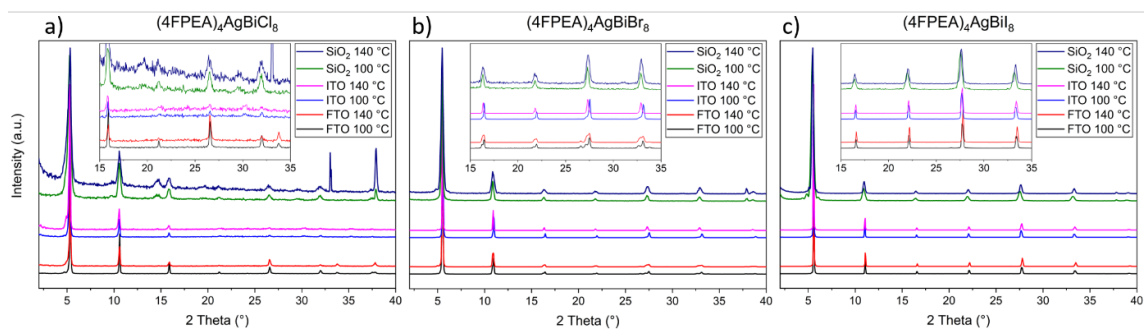 a) (4FPEA)₄AgBiCl₈
SiO₂ 140 °C
SiO₂ 100 °C
ITO 140 °C
ITO 100 °C
FTO 140 °C
FTO 100 °C
15 20 25 30 35
Intensity (a.u.)
5 10 15 20 25 30 35 40
2 Theta (°)
b) (4FPEA)₄AgBiBr₈
SiO₂ 140 °C
SiO₂ 100 °C
ITO 140 °C
ITO 100 °C
FTO 140 °C
FTO 100 °C
15 20 25 30 35
5 10 15 20 25 30 35 40
2 Theta (°)
c) (4FPEA)₄AgBiI₈
SiO₂ 140 °C
SiO₂ 100 °C
ITO 140 °C
ITO 100 °C
FTO 140 °C
FTO 100 °C
15 20 25 30 35
5 10 15 20 25 30 35 40
2 Theta (°)